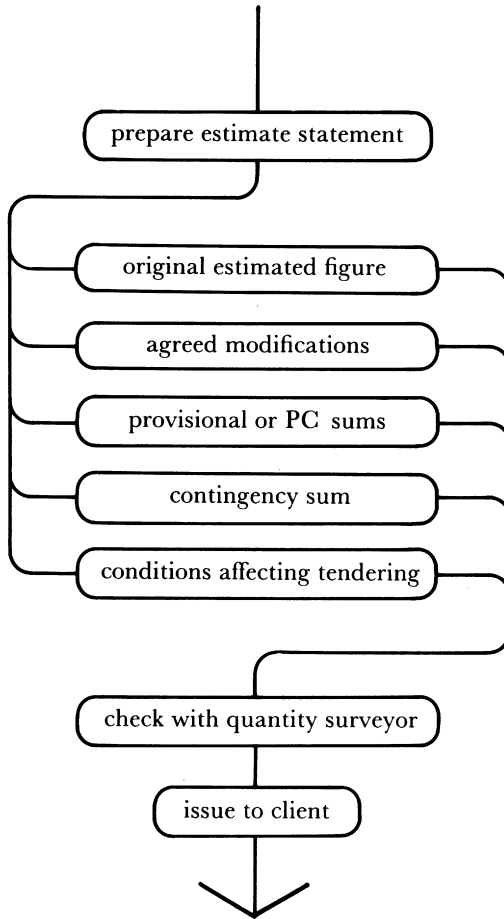 prepare estimate statement
original estimated figure
agreed modifications
provisional or PC sums
contingency sum
conditions affecting tendering
check with quantity surveyor
issue to client